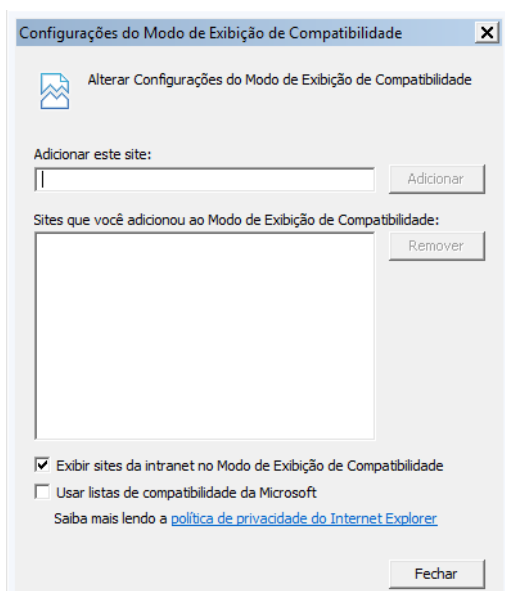 Configurações do Modo de Exibição de Compatibilidade
Alterar Configurações do Modo de Exibição de Compatibilidade
Adicionar este site:
Adicionar
Sites que você adicionou ao Modo de Exibição de Compatibilidade:
Remover
Exibir sites da intranet no Modo de Exibição de Compatibilidade
Usar listas de compatibilidade da Microsoft
Saiba mais lendo a política de privacidade do Internet Explorer
Fechar